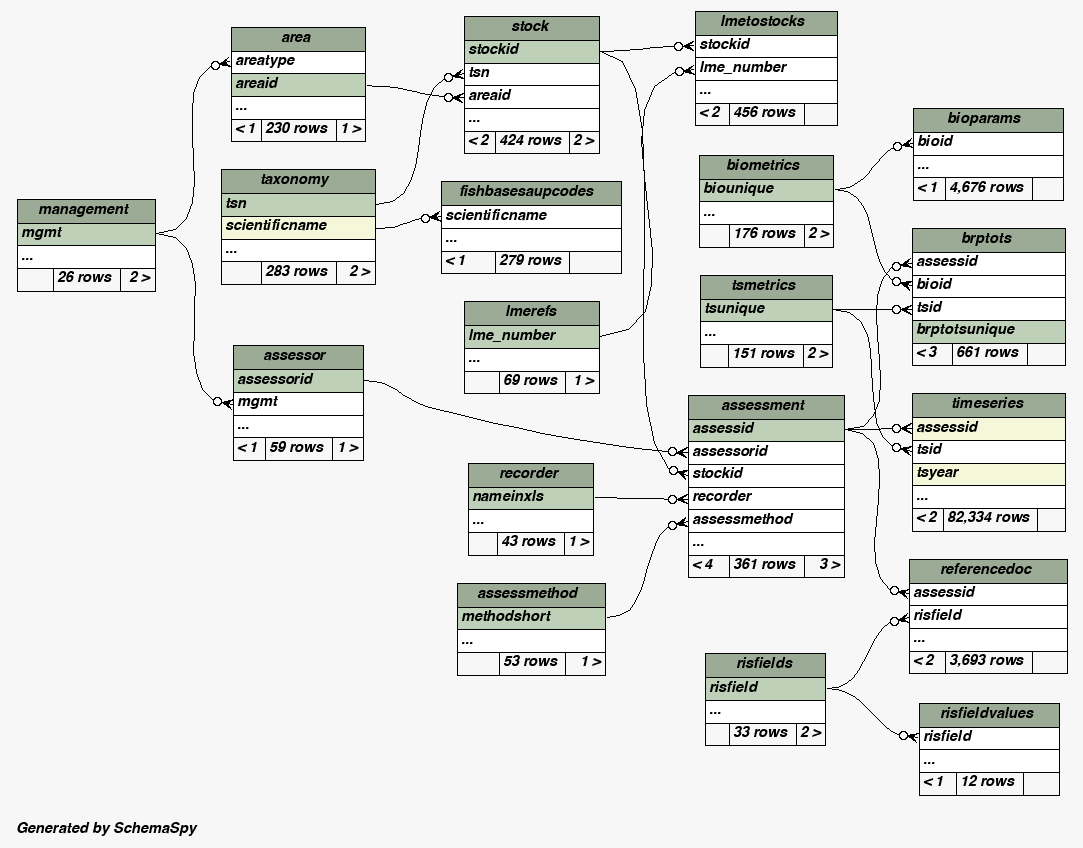 area
areatype
areaid
...
< 1 230 rows 1 >
stock
stockid
tsn
areaid
...
< 2 424 rows 2 >
lmetostocks
stockid
lme_number
...
< 2 456 rows
bioparams
bioid
...
< 1 4,676 rows
biometrics
biounique
...
176 rows 2 >
taxonomy
tsn
scientificname
...
283 rows 2 >
fishbasesaupcodes
scientificname
...
< 1 279 rows
management
mgmt
...
26 rows 2 >
brptots
assessid
bioid
tsid
brptotsunique
< 3 661 rows
tsmetrics
tsunique
...
151 rows 2 >
lmerefs
lme_number
...
69 rows 1 >
assessor
assessorid
mgmt
...
< 1 59 rows 1 >
assessment
assessid
assessorid
stockid
recorder
assessmethod
...
< 4 361 rows 3 >
timeseries
assessid
tsid
tsyear
...
< 2 82,334 rows
recorder
nameinxls
...
43 rows 1 >
assessmethod
methodshort
...
53 rows 1 >
referencedoc
assessid
risfield
...
< 2 3,693 rows
risfields
risfield
...
33 rows 2 >
risfieldvalues
risfield
...
< 1 12 rows
Generated by SchemaSpy